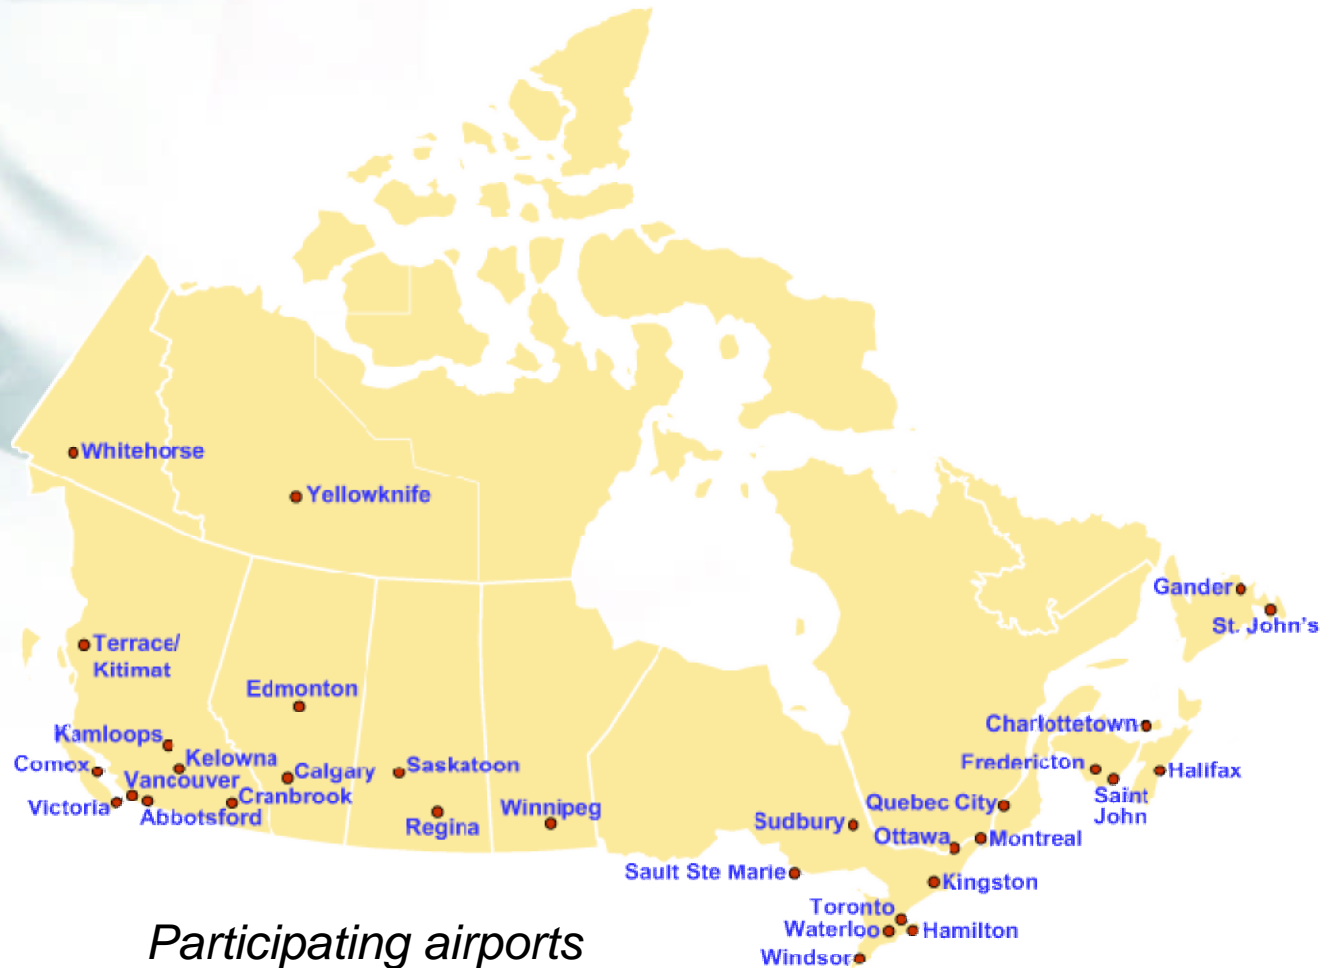 Whitehorse
Yellowknife
Gander
St. John's
Terrace/
Kitimat
Edmonton
Charlottetown
Kamloops
Kelowna
Comox
Vancouver
Calgary
Saskatoon
Fredericton
Halifax
Victoria
Cranbrook
Abbotsford
Regina
Winnipeg
Saint
John
Quebec City
Sudbury
Ottawa
Montreal
Sault Ste Marie
Kingston
Toronto
Waterloo
Hamilton
Windsor
Participating airports